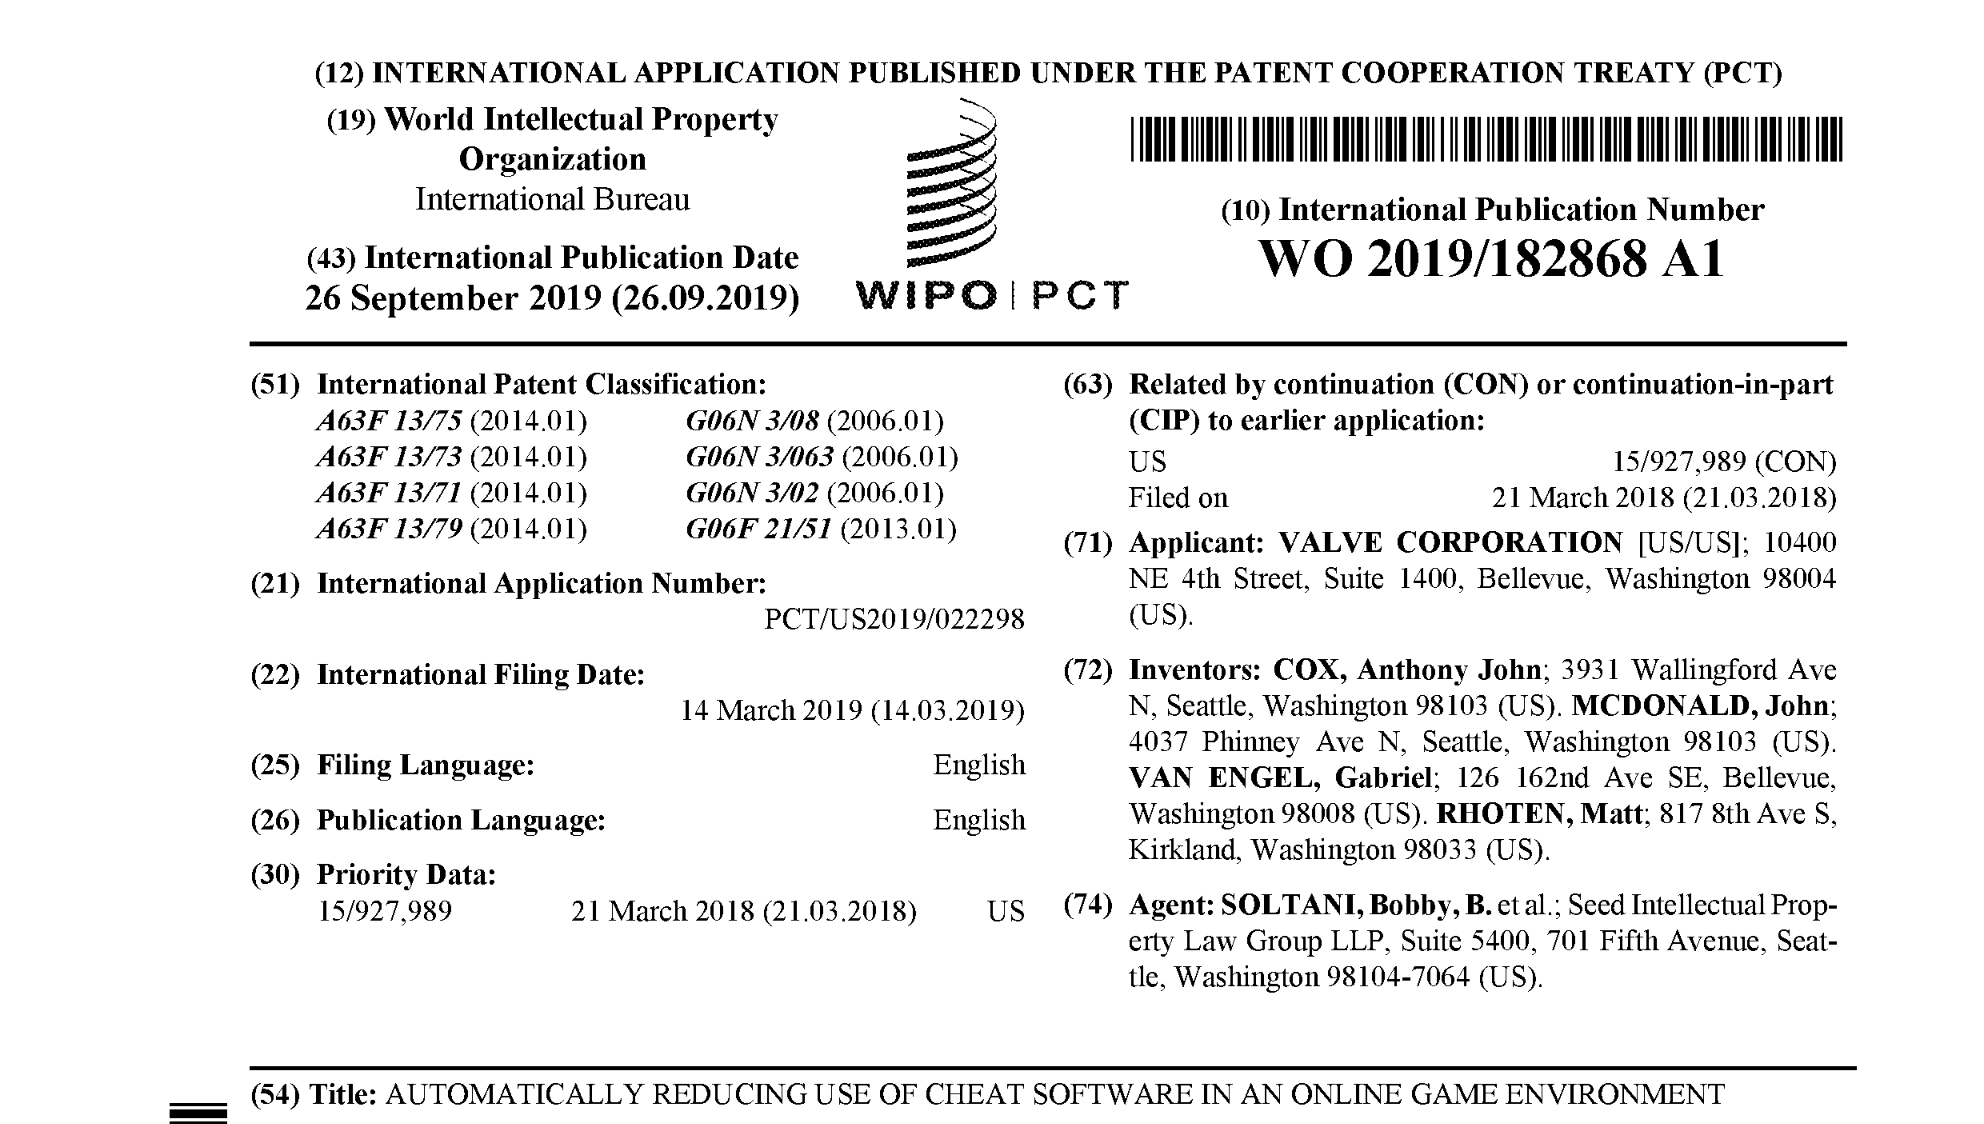 (12) INTERNATIONAL APPLICATION PUBLISHED UNDER THE PATENT COOPERATION TREATY (PCT)
(19) World Intellectual Property
Organization
International Bureau
(43) International Publication Date
26 September 2019 (26.09.2019)
WIPO | PCT
(10) International Publication Number
WO 2019/182868 A1
(51) International Patent Classification:
A63F 13/75 (2014.01) G06N 3/08 (2006.01)
A63F 13/73 (2014.01) G06N 3/063 (2006.01)
A63F 13/71 (2014.01) G06N 3/02 (2006.01)
A63F 13/79 (2014.01) G06F 21/51 (2013.01)
(21) International Application Number:
PCT/US2019/022298
(22) International Filing Date:
14 March 2019 (14.03.2019)
(25) Filing Language: English
(26) Publication Language: English
(30) Priority Data:
15/927,989 21 March 2018 (21.03.2018) US
(63) Related by continuation (CON) or continuation-in-part
(CIP) to earlier application:
US 15/927,989 (CON)
Filed on 21 March 2018 (21.03.2018)
(71) Applicant: VALVE CORPORATION [US/US]; 10400
NE 4th Street, Suite 1400, Bellevue, Washington 98004
(US).
(72) Inventors: COX, Anthony John; 3931 Wallingford Ave
N, Seattle, Washington 98103 (US). MCDONALD, John;
4037 Phinney Ave N, Seattle, Washington 98103 (US).
VAN ENGEL, Gabriel; 126 162nd Ave SE, Bellevue,
Washington 98008 (US). RHOTEN, Matt; 817 8th Ave S,
Kirkland, Washington 98033 (US).
(74) Agent: SOLTANI, Bobby, B. et al.; Seed Intellectual Prop-
erty Law Group LLP, Suite 5400, 701 Fifth Avenue, Seat-
tle, Washington 98104-7064 (US).
(54) Title: AUTOMATICALLY REDUCING USE OF CHEAT SOFTWARE IN AN ONLINE GAME ENVIRONMENT